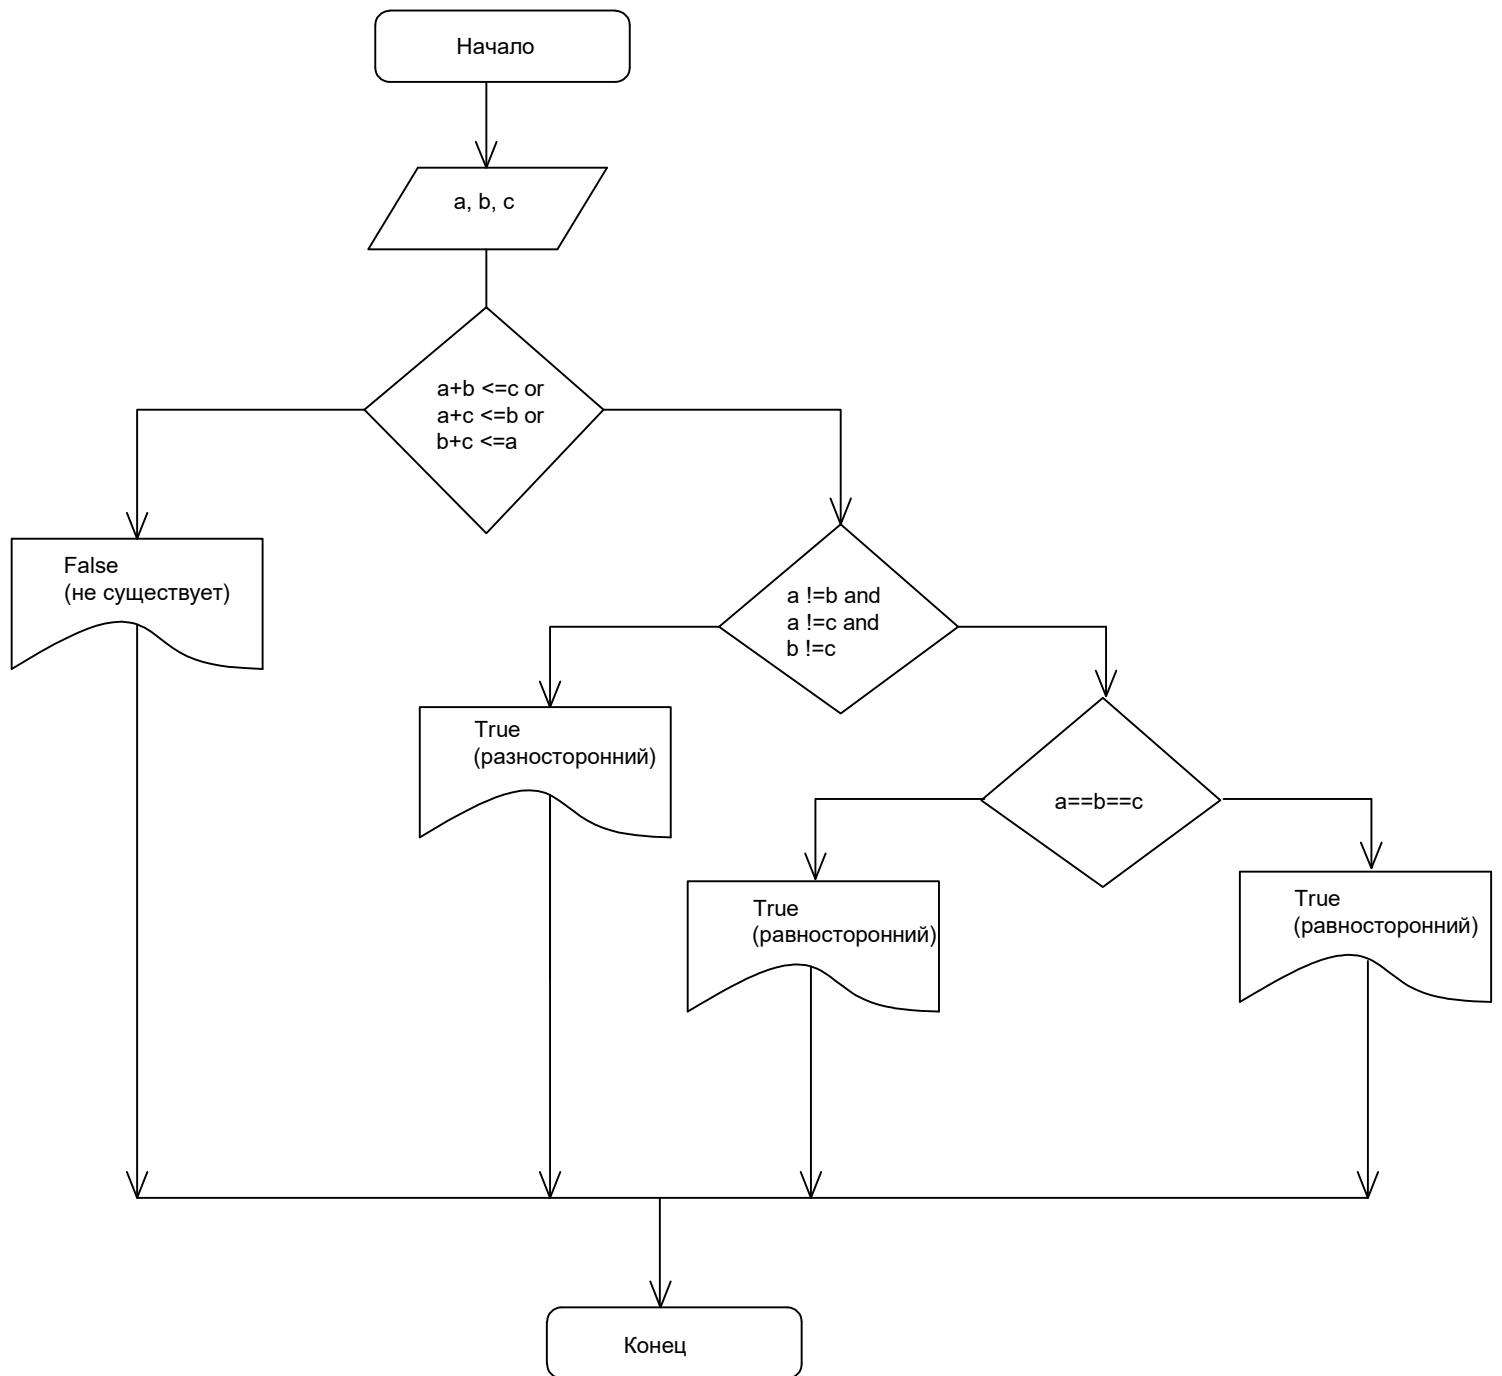 Начало
a, b, c
a+b <=c or
a+c <=b or
b+c <=a
False
(не существует)
a !=b and
a !=c and
b !=c
True
(разносторонний)
a==b==c
True
(равносторонний)
True
(равносторонний)
Конец